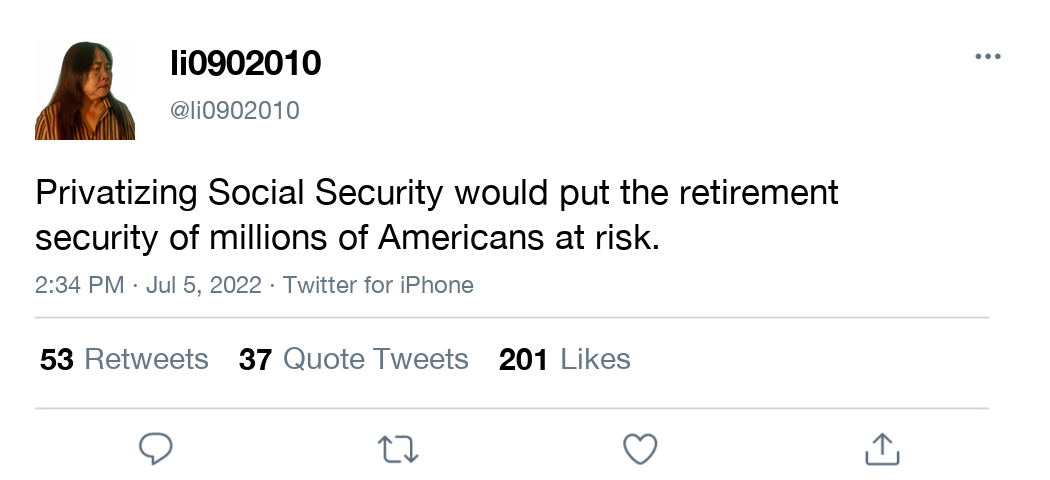 li0902010
@li0902010
Privatizing Social Security would put the retirement
security of millions of Americans at risk.
2:34 PM · Jul 5, 2022 · Twitter for iPhone
53 Retweets 37 Quote Tweets 201 Likes